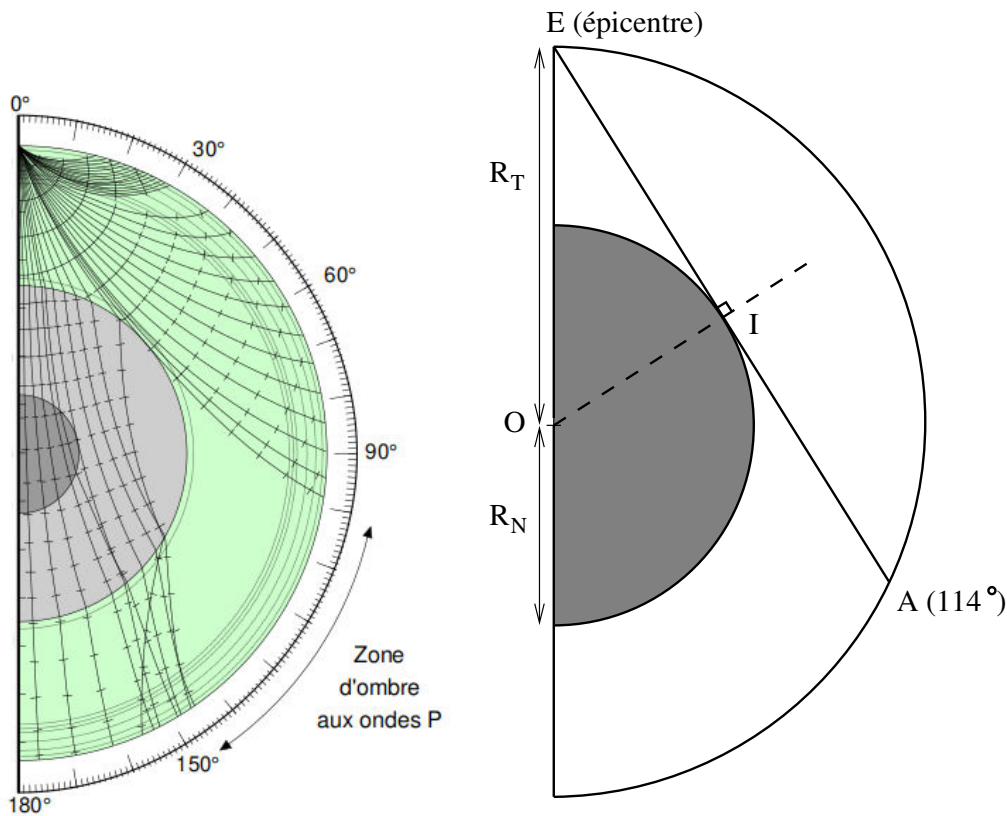 0°
30°
60°
90°
Zone
d'ombre
aux ondes P
150°
180°
E (épicentre)
R_T
O
I
R_N
A (114°)